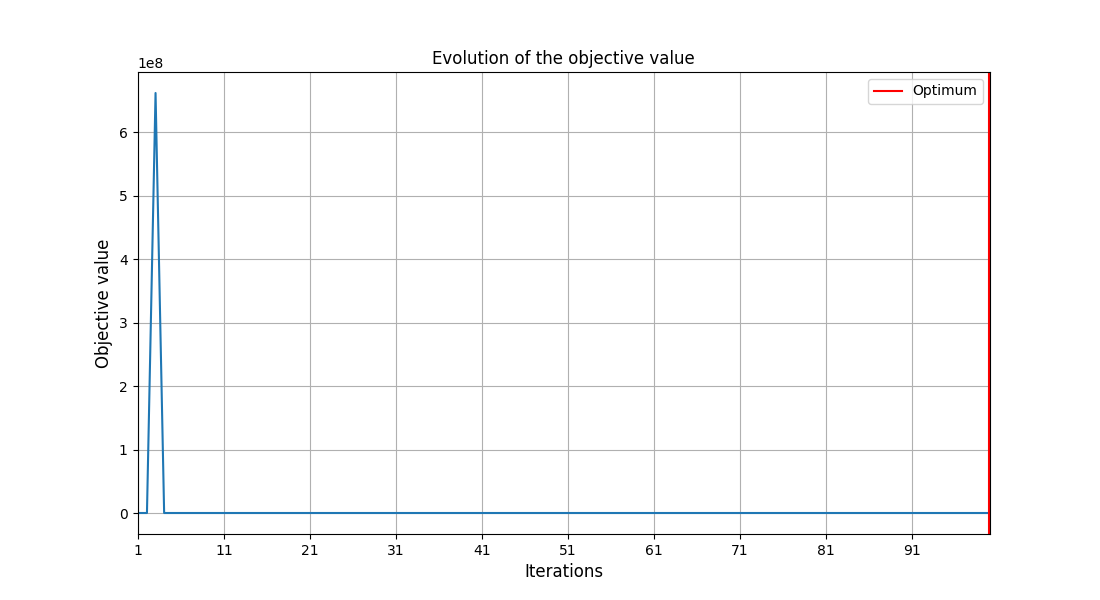 Evolution of the objective value
1e8
Optimum
6
5
4
3
2
1
0
Objective value
1 11 21 31 41 51 61 71 81 91
Iterations